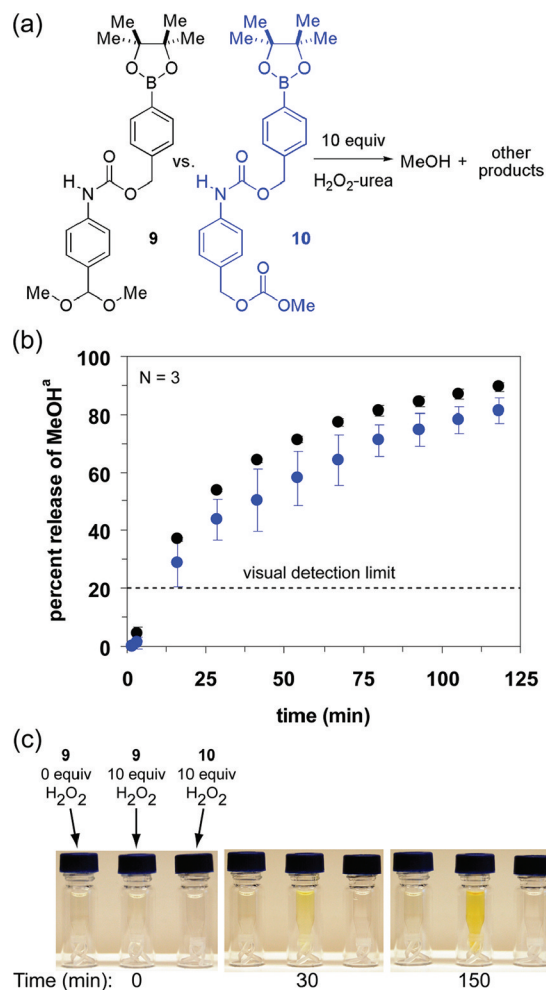 (a)
Me Me
Me Me
O O
B
O
H N O
vs.
9
MeO OMe
Me Me
Me Me
O O
B
O
H N O
10
O
O OMe
10 equiv
H₂O₂-urea
MeOH + other products
(b)
percent release of MeOHᵃ
100
80
60
40
20
0
N = 3
visual detection limit
0 25 50 75 100 125
time (min)
(c)
9 9 10
0 equiv 10 equiv 10 equiv
H₂O₂ H₂O₂ H₂O₂
Time (min): 0 30 150